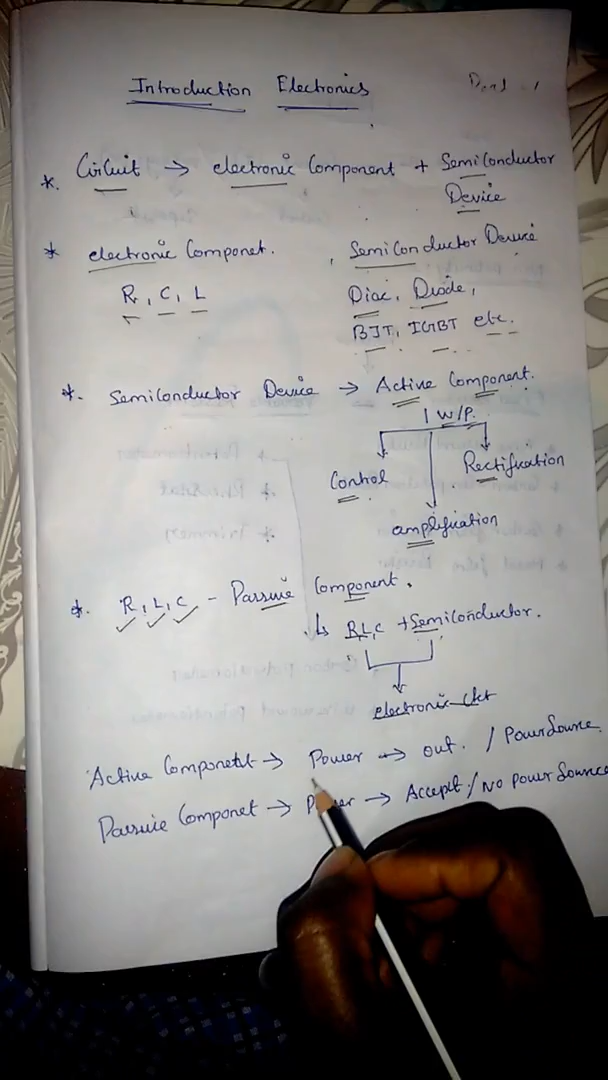 Introduction Electronics
* Circuit → electronic Component + Semiconductor
Device
* electronic Componet.
R, C, L
Semiconductor Device
Diac, Diode,
BJT, IGBT etc.
* Semiconductor Device → Active Component.
W/P.
Control
Rectification
amplification
* R, L, C - Passive Component.
↳ RLC + Semiconductor.
electronic ckt
Active Componetut → Power → out. / Power Source
Passive Componet → Power → Accept / No Power Source